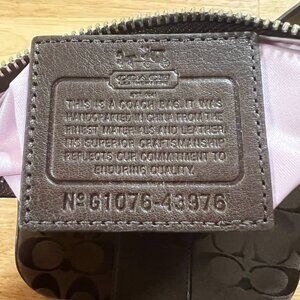 COACH
THIS IS A COACH BAG. IT WAS
HANDCRAFTED IN CHINA FROM THE
FINEST MATERIALS AND LEATHER.
ITS SUPERIOR CRAFTSMANSHIP
REFLECTS OUR COMMITMENT TO
ENDURING QUALITY.
Nº G1076-43976